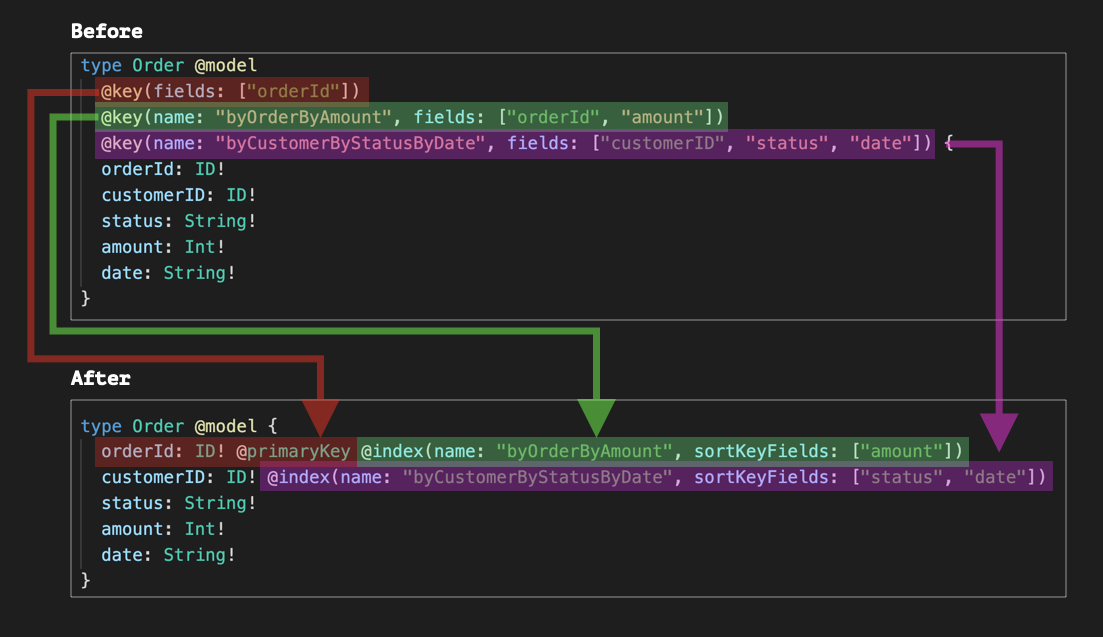 Before
type Order @model
@key(fields: ["orderId"])
@key(name: "byOrderByAmount", fields: ["orderId", "amount"])
@key(name: "byCustomerByStatusByDate", fields: ["customerID", "status", "date"]) {
orderId: ID!
customerID: ID!
status: String!
amount: Int!
date: String!
}
After
type Order @model {
orderId: ID! @primaryKey @index(name: "byOrderByAmount", sortKeyFields: ["amount"])
customerID: ID! @index(name: "byCustomerByStatusByDate", sortKeyFields: ["status", "date"])
status: String!
amount: Int!
date: String!
}